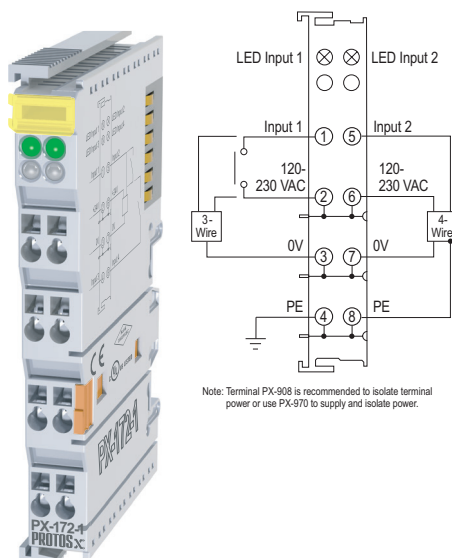 LED Input 1
LED Input 2
Input 1
1
5
Input 2
120-
230 VAC
2
6
120-
230 VAC
3-
Wire
4-
Wire
0V
3
7
0V
PE
4
8
PE
Note: Terminal PX-908 is recommended to isolate terminal
power or use PX-970 to supply and isolate power.
CE
PX-172-1
PX-172-1
PROTOS X